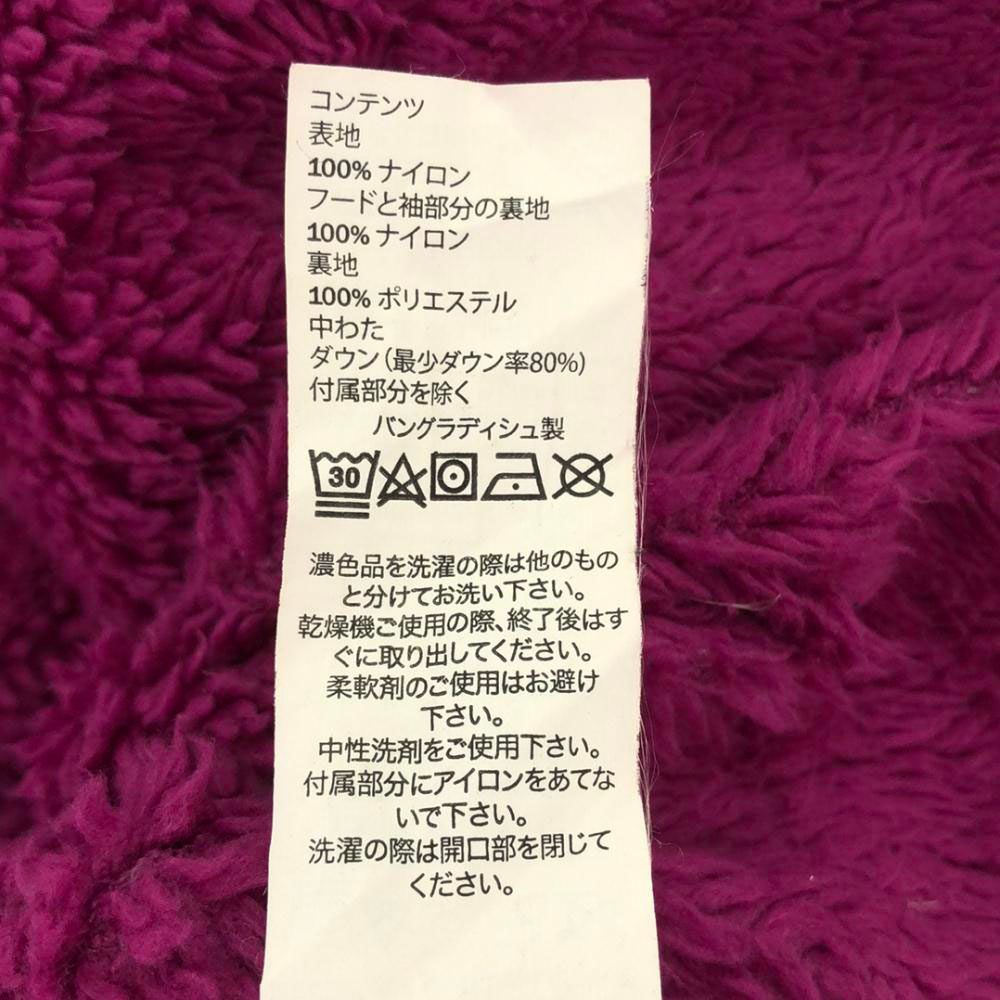 コンテンツ
表地
100% ナイロン
フードと袖部分の裏地
100% ナイロン
裏地
100% ポリエステル
中わた
ダウン（最少ダウン率80%)
付属部分を除く
バングラディシュ製
30
濃色品を洗濯の際は他のもの
と分けてお洗い下さい。
乾燥機ご使用の際、終了後はす
ぐに取り出してください。
柔軟剤のご使用はお避け
下さい。
中性洗剤をご使用下さい。
付属部分にアイロンをあてな
いで下さい。
洗濯の際は開口部を閉じて
ください。